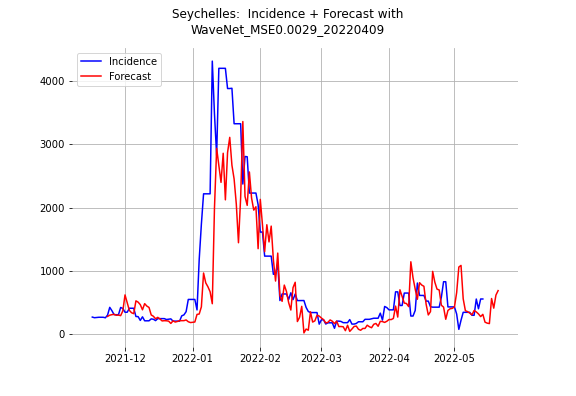 Seychelles:  Incidence + Forecast with
WaveNet_MSE0.0029_20220409
Incidence
Forecast
4000
3000
2000
1000
0
2021-12 2022-01 2022-02 2022-03 2022-04 2022-05